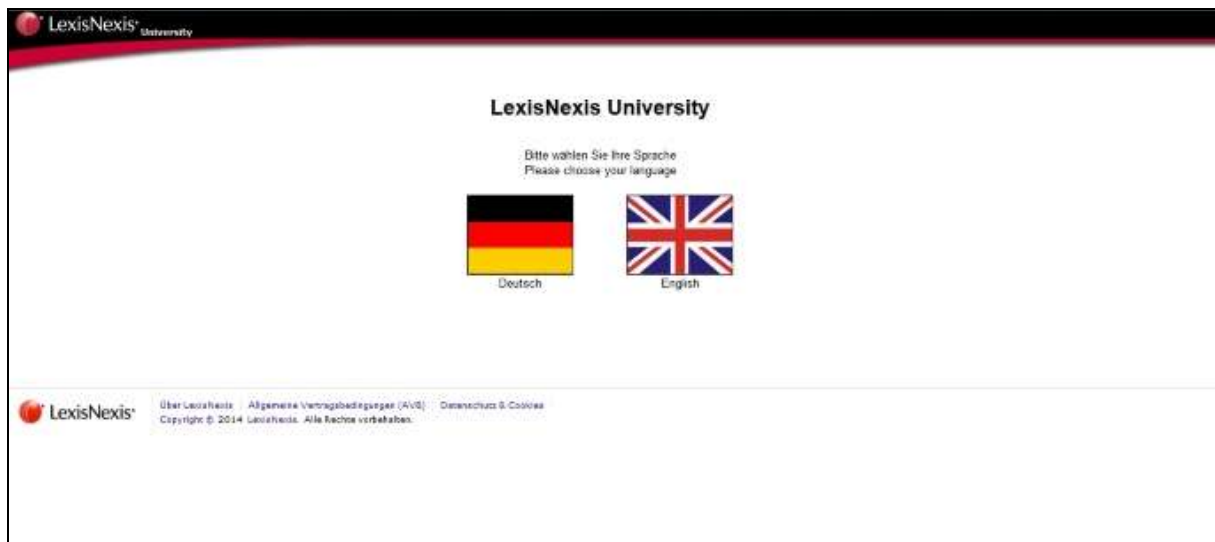 LexisNexis® University
LexisNexis University
Bitte wählen Sie Ihre Sprache
Please choose your language
Deutsch English
LexisNexis®
Über LexisNexis Allgemeine Vertragsbedingungen (AVB) Datenschutz & Cookies
Copyright © 2014 LexisNexis. Alle Rechte vorbehalten.